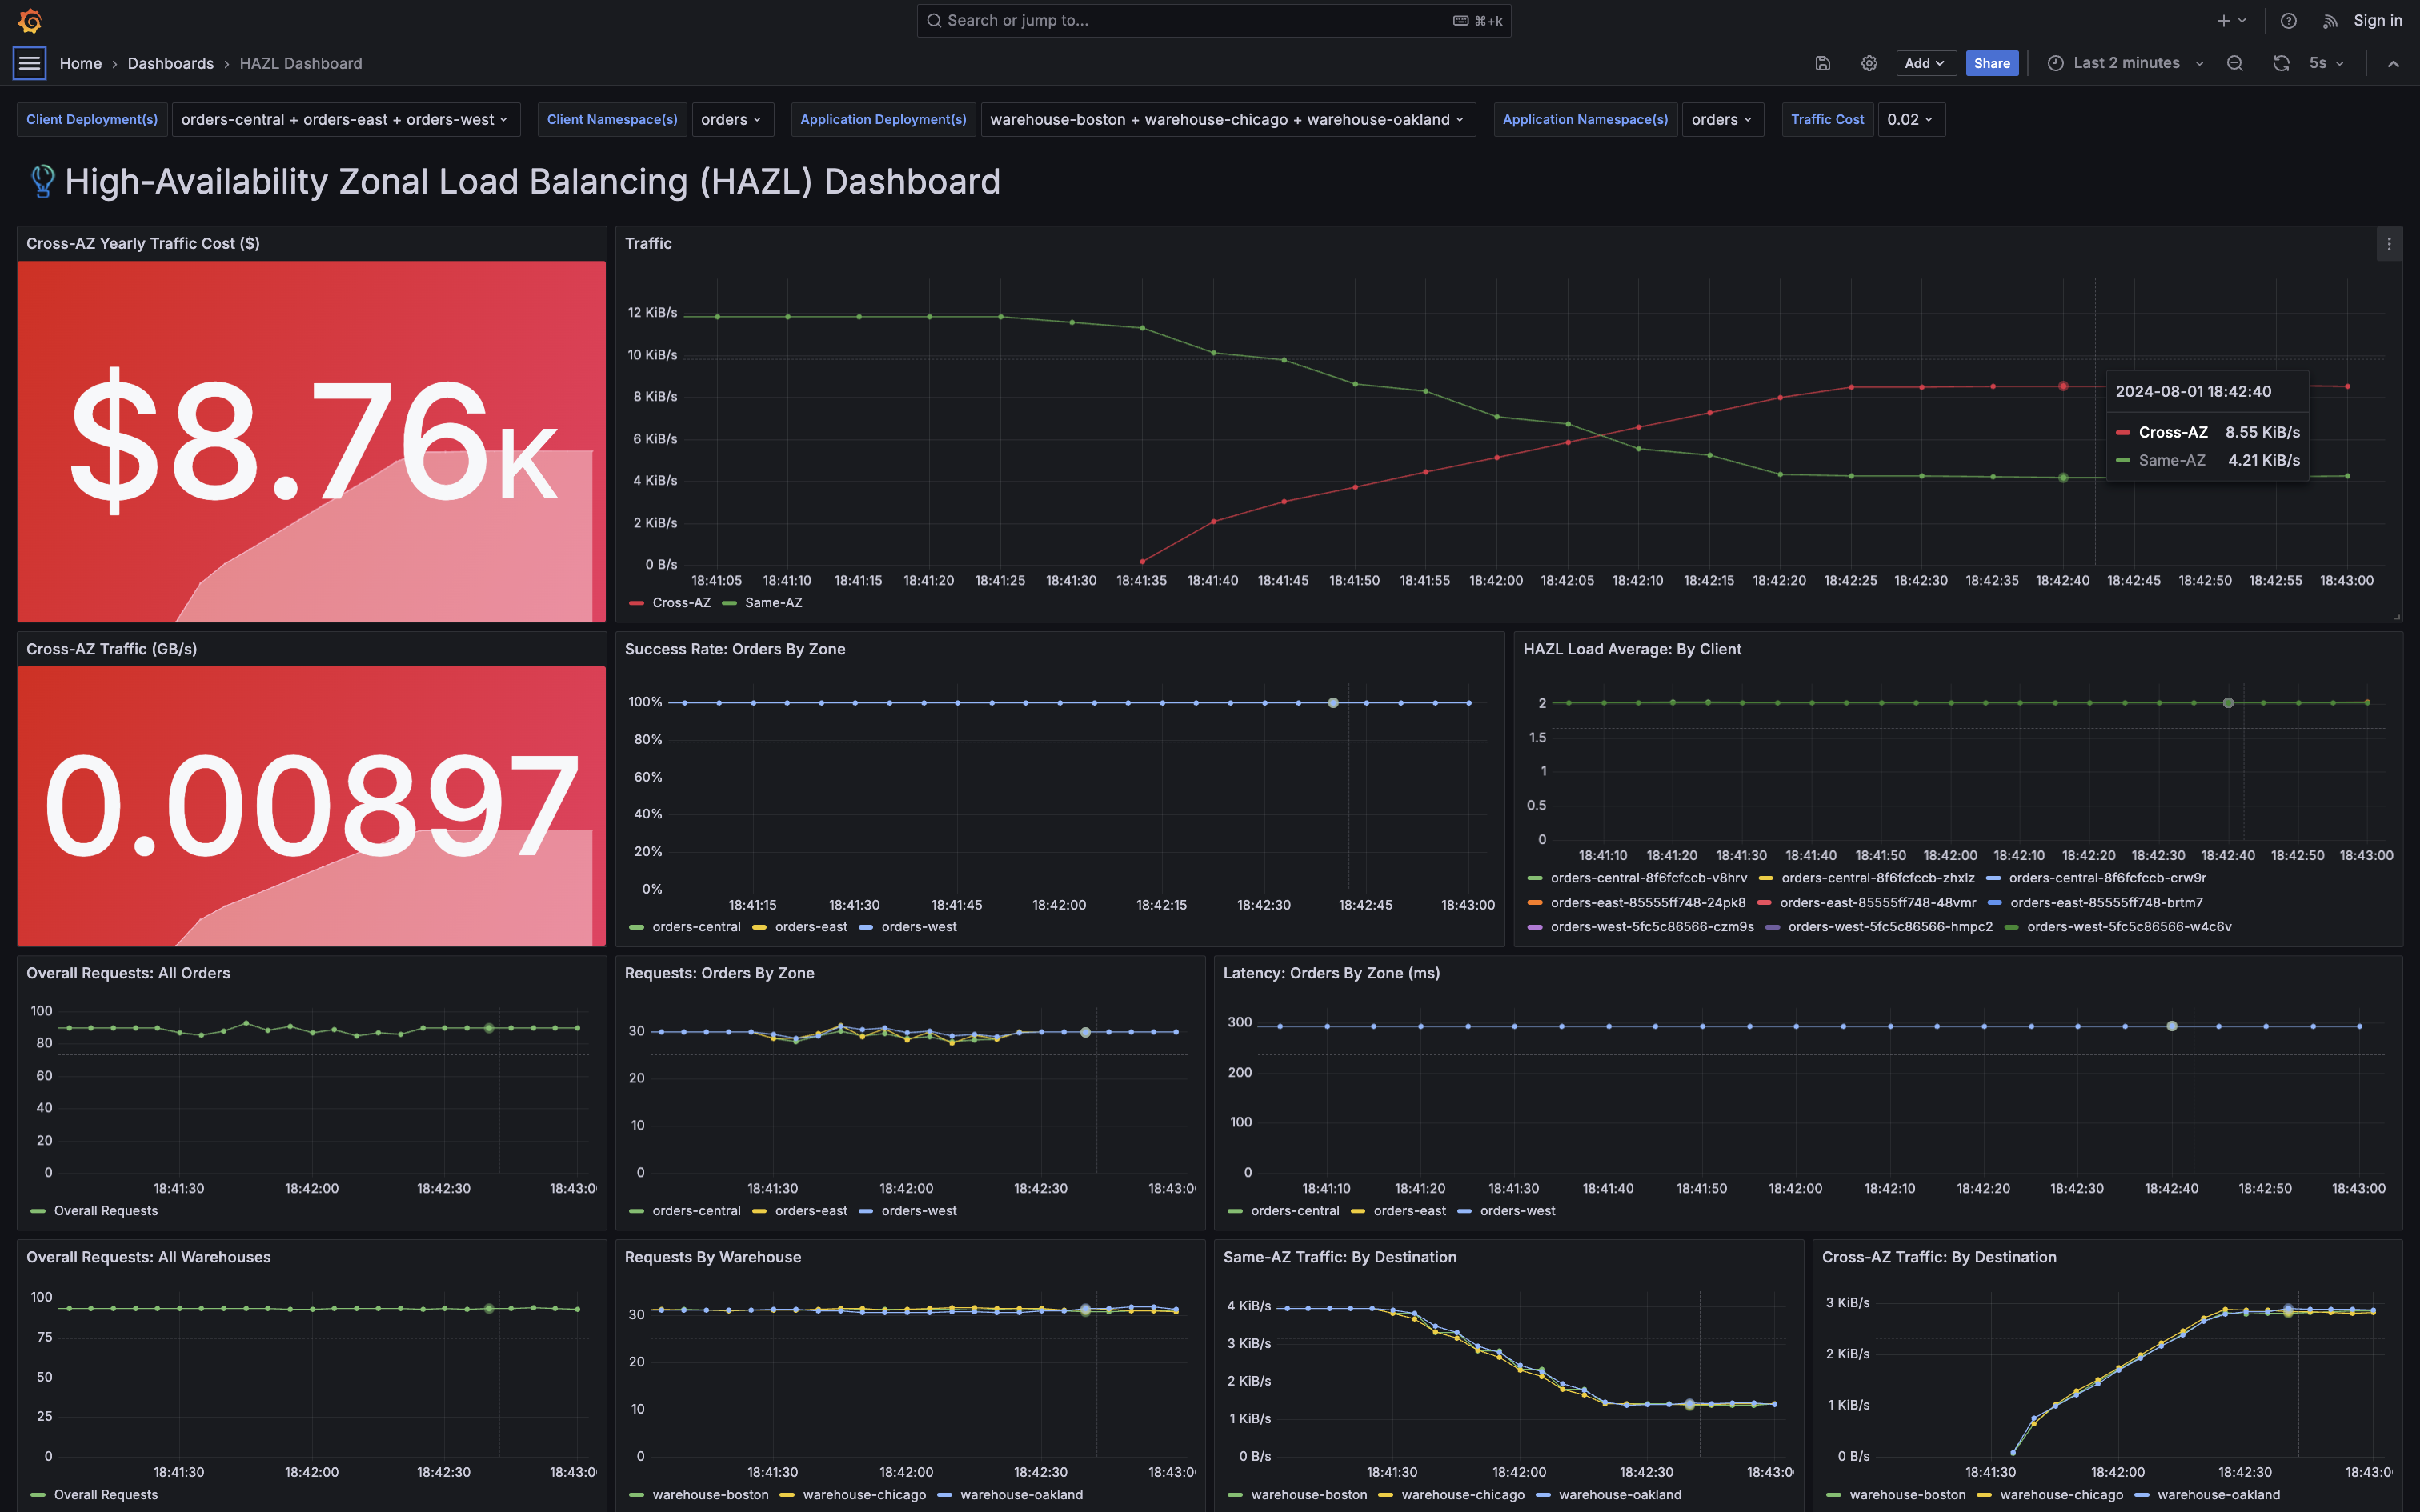 Search or jump to... ⌘+k Sign in
Home › Dashboards › HAZL Dashboard Add Share Last 2 minutes 5s
Client Deployment(s) orders-central + orders-east + orders-west Client Namespace(s) orders Application Deployment(s) warehouse-boston + warehouse-chicago + warehouse-oakland Application Namespace(s) orders Traffic Cost 0.02
High-Availability Zonal Load Balancing (HAZL) Dashboard
Cross-AZ Yearly Traffic Cost ($)
$8.76K
Traffic
12 KiB/s
10 KiB/s
8 KiB/s
6 KiB/s
4 KiB/s
2 KiB/s
0 B/s
18:41:05 18:41:10 18:41:15 18:41:20 18:41:25 18:41:30 18:41:35 18:41:40 18:41:45 18:41:50 18:41:55 18:42:00 18:42:05 18:42:10 18:42:15 18:42:20 18:42:25 18:42:30 18:42:35 18:42:40 18:42:45 18:42:50 18:42:55 18:43:00
Cross-AZ Same-AZ
2024-08-01 18:42:40
Cross-AZ 8.55 KiB/s
Same-AZ 4.21 KiB/s
Cross-AZ Traffic (GB/s)
0.00897
Success Rate: Orders By Zone
100%
80%
60%
40%
20%
0%
18:41:15 18:41:30 18:41:45 18:42:00 18:42:15 18:42:30 18:42:45 18:43:00
orders-central orders-east orders-west
HAZL Load Average: By Client
2
1.5
1
0.5
0
18:41:10 18:41:20 18:41:30 18:41:40 18:41:50 18:42:00 18:42:10 18:42:20 18:42:30 18:42:40 18:42:50 18:43:00
orders-central-8f6fcfccb-v8hrv orders-central-8f6fcfccb-zhxlz orders-central-8f6fcfccb-crw9r
orders-east-85555ff748-24pk8 orders-east-85555ff748-48vmr orders-east-85555ff748-brtm7
orders-west-5fc5c86566-czm9s orders-west-5fc5c86566-hmpc2 orders-west-5fc5c86566-w4c6v
Overall Requests: All Orders
100
80
60
40
20
0
18:41:30 18:42:00 18:42:30 18:43:0
Overall Requests
Requests: Orders By Zone
30
20
10
0
18:41:30 18:42:00 18:42:30 18:43:0
orders-central orders-east orders-west
Latency: Orders By Zone (ms)
300
200
100
0
18:41:10 18:41:20 18:41:30 18:41:40 18:41:50 18:42:00 18:42:10 18:42:20 18:42:30 18:42:40 18:42:50 18:43:00
orders-central orders-east orders-west
Overall Requests: All Warehouses
100
75
50
25
0
18:41:30 18:42:00 18:42:30 18:43:0
Overall Requests
Requests By Warehouse
30
20
10
0
18:41:30 18:42:00 18:42:30 18:43:0
warehouse-boston warehouse-chicago warehouse-oakland
Same-AZ Traffic: By Destination
4 KiB/s
3 KiB/s
2 KiB/s
1 KiB/s
0 B/s
18:41:30 18:42:00 18:42:30 18:43:0
warehouse-boston warehouse-chicago warehouse-oakland
Cross-AZ Traffic: By Destination
3 KiB/s
2 KiB/s
1 KiB/s
0 B/s
18:41:30 18:42:00 18:42:30 18:43:0
warehouse-boston warehouse-chicago warehouse-oakland